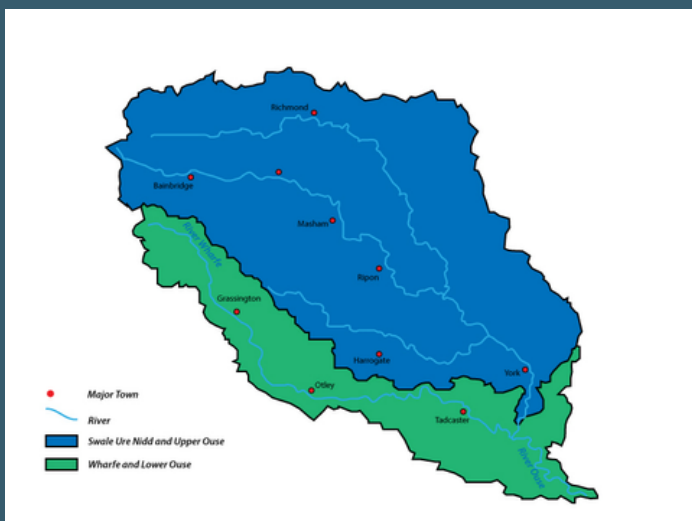 Richmond
Bainbridge
Masham
River Wharfe
Ripon
Grassington
Harrogate
York
Otley
Tadcaster
River Ouse
Major Town
River
Swale Ure Nidd and Upper Ouse
Wharfe and Lower Ouse